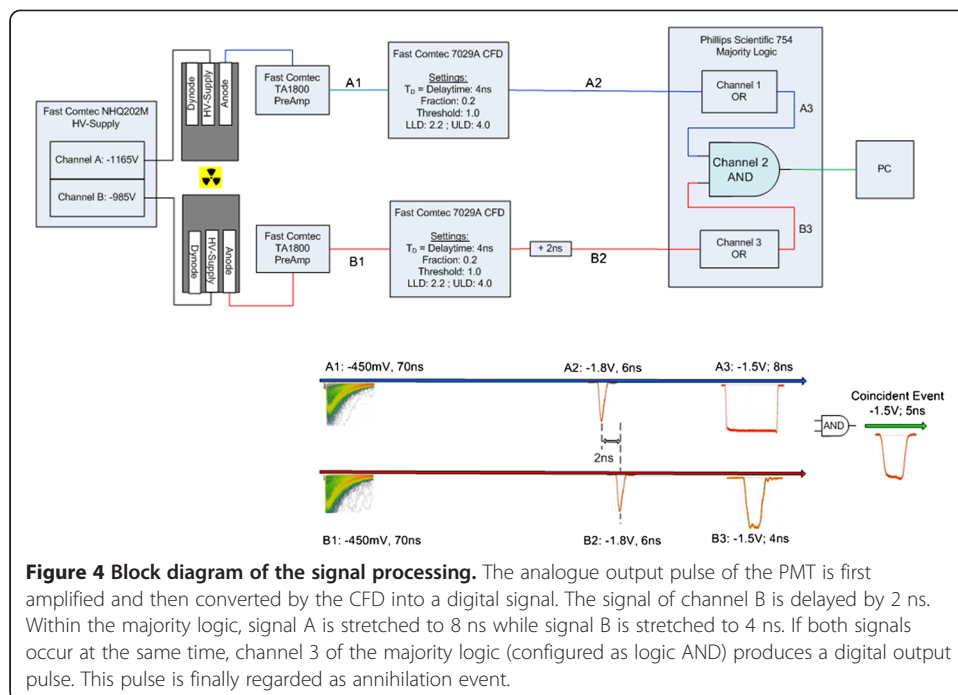 Fast Comtec NHQ202M
HV-Supply
Channel A: -1165V
Channel B: -985V
Dynode
HV-Supply
Anode
Dynode
HV-Supply
Anode
Fast Comtec
TA1800
PreAmp
A1
Fast Comtec 7029A CFD
Settings:
TD = Delaytime: 4ns
Fraction: 0.2
Threshold: 1.0
LLD: 2.2 ; ULD: 4.0
A2
Fast Comtec
TA1800
PreAmp
B1
Fast Comtec 7029A CFD
Settings:
TD = Delaytime: 4ns
Fraction: 0.2
Threshold: 1.0
LLD: 2.2 ; ULD: 4.0
+ 2ns
B2
Phillips Scientific 754
Majority Logic
Channel 1
OR
A3
Channel 2
AND
B3
Channel 3
OR
PC
A1: -450mV, 70ns
A2: -1.8V, 6ns
A3: -1.5V; 8ns
2ns
AND
Coincident Event
-1.5V; 5ns
B1: -450mV, 70ns
B2: -1.8V, 6ns
B3: -1.5V; 4ns
Figure 4 Block diagram of the signal processing. The analogue output pulse of the PMT is first
amplified and then converted by the CFD into a digital signal. The signal of channel B is delayed by 2 ns.
Within the majority logic, signal A is stretched to 8 ns while signal B is stretched to 4 ns. If both signals
occur at the same time, channel 3 of the majority logic (configured as logic AND) produces a digital output
pulse. This pulse is finally regarded as annihilation event.